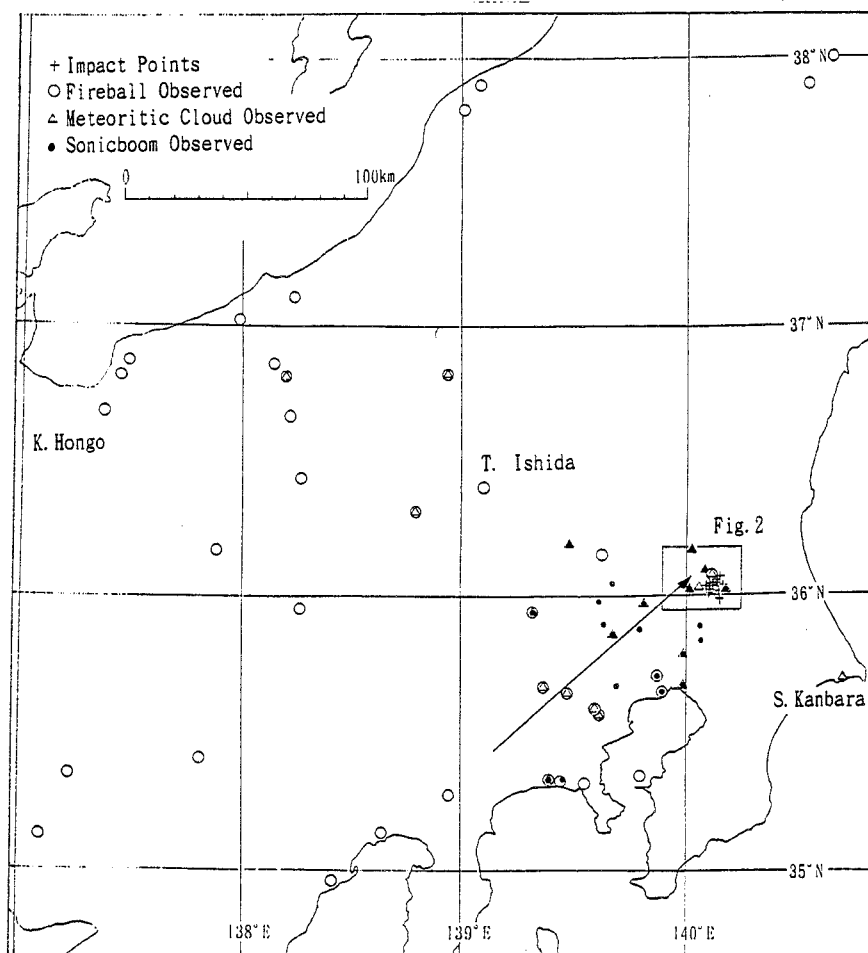 + Impact Points
○ Fireball Observed
△ Meteoritic Cloud Observed
• Sonicboom Observed
0 100km
38°N
37°N
K. Hongo
T. Ishida
Fig. 2
36°N
S. Kanbara
35°N
138°E 139°E 140°E